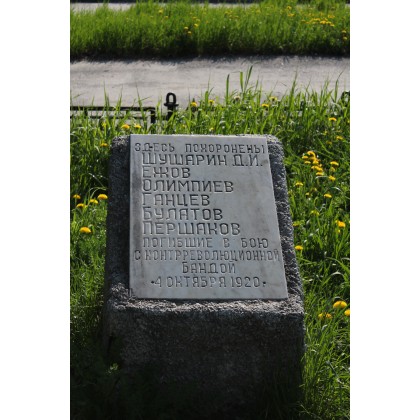 ЗДЕСЬ ПОХОРОНЕНЫ
ШУШАРИН Д.И.
ЕЖОВ
ОЛИМПИЕВ
ГАНЦЕВ
БУЛАТОВ
ПЕРШАКОВ
ПОГИБШИЕ В БОЮ
С КОНТРРЕВОЛЮЦИОННОЙ
БАНДОЙ
•4 ОКТЯБРЯ 1920•